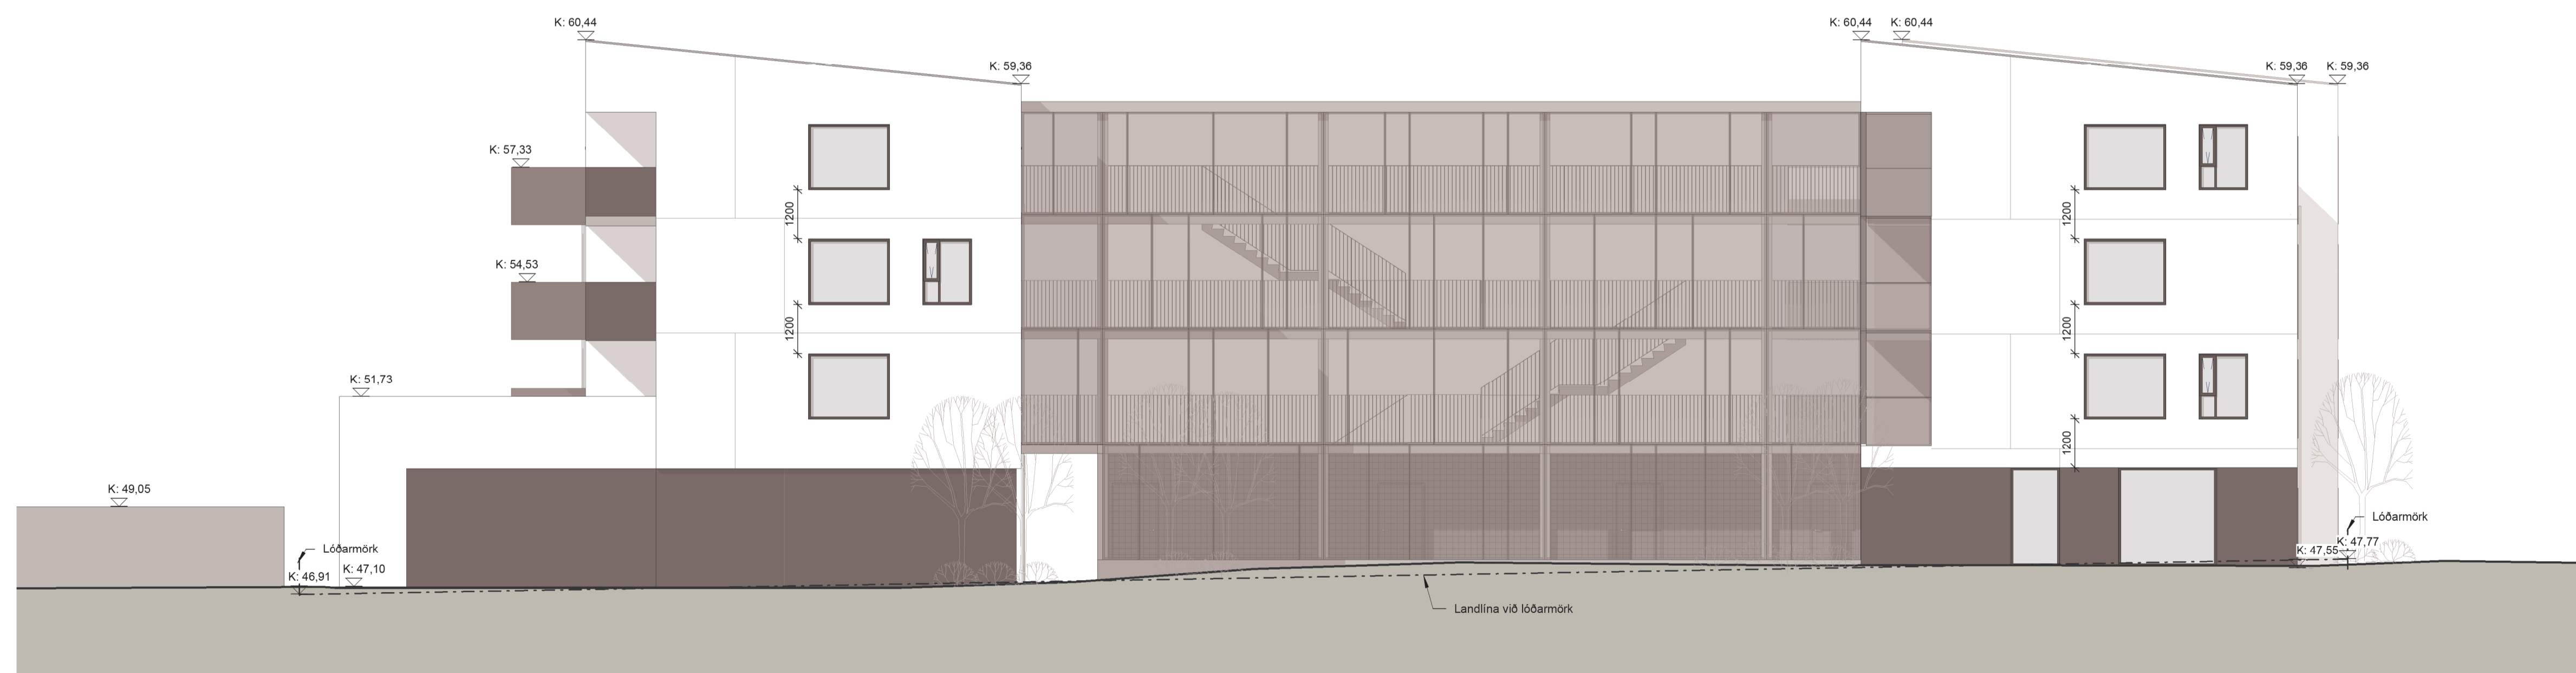 K: 60,44
K: 60,44
K: 60,44
K: 59,36
K: 59,36
K: 59,36
K: 57,33
1200
1200
K: 54,53
1200
1200
K: 51,73
1200
K: 49,05
Lóðarmörk
Lóðarmörk
K: 47,77
K: 47,55
K: 47,10
K: 46,91
Landlína við lóðarmörk